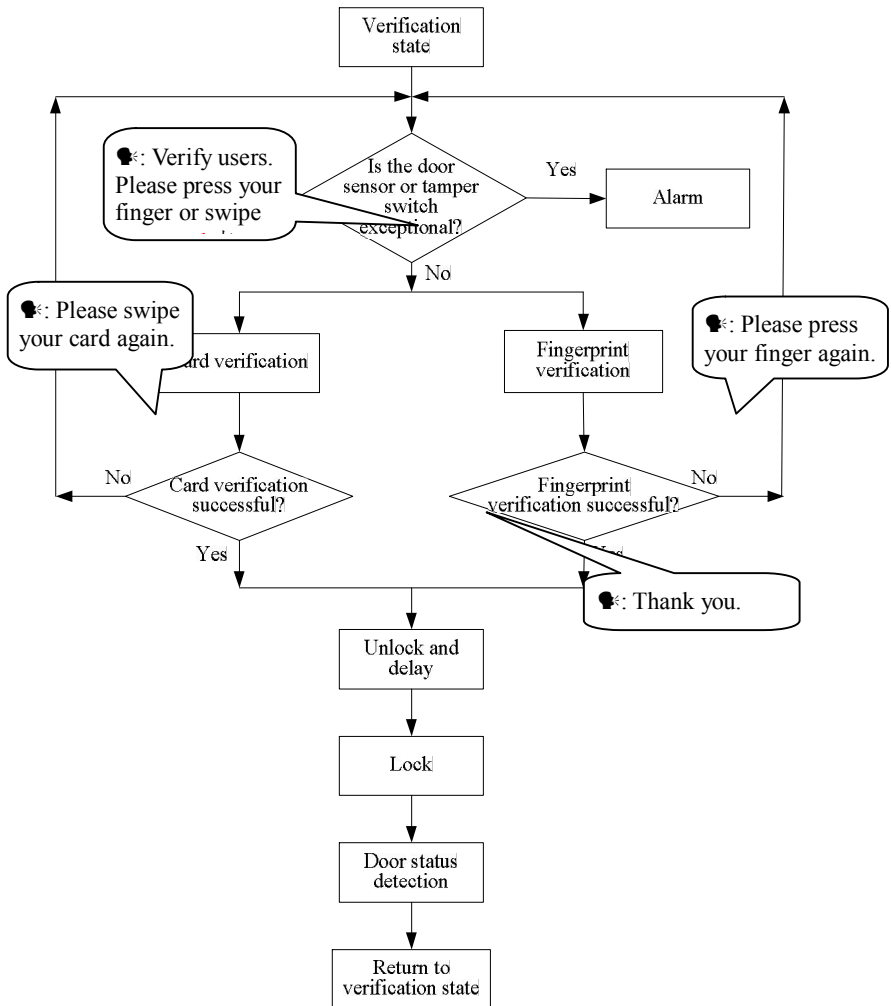 Verification
state
🗣: Verify users.
Please press your
finger or swipe
Is the door
sensor or tamper
switch
exceptional?
Yes
Alarm
No
🗣: Please swipe
your card again.
verification
Fingerprint
verification
🗣: Please press
your finger again.
No
Card verification
successful?
Yes
Fingerprint
verification successful?
No
Yes
🗣: Thank you.
Unlock and
delay
Lock
Door status
detection
Return to
verification state